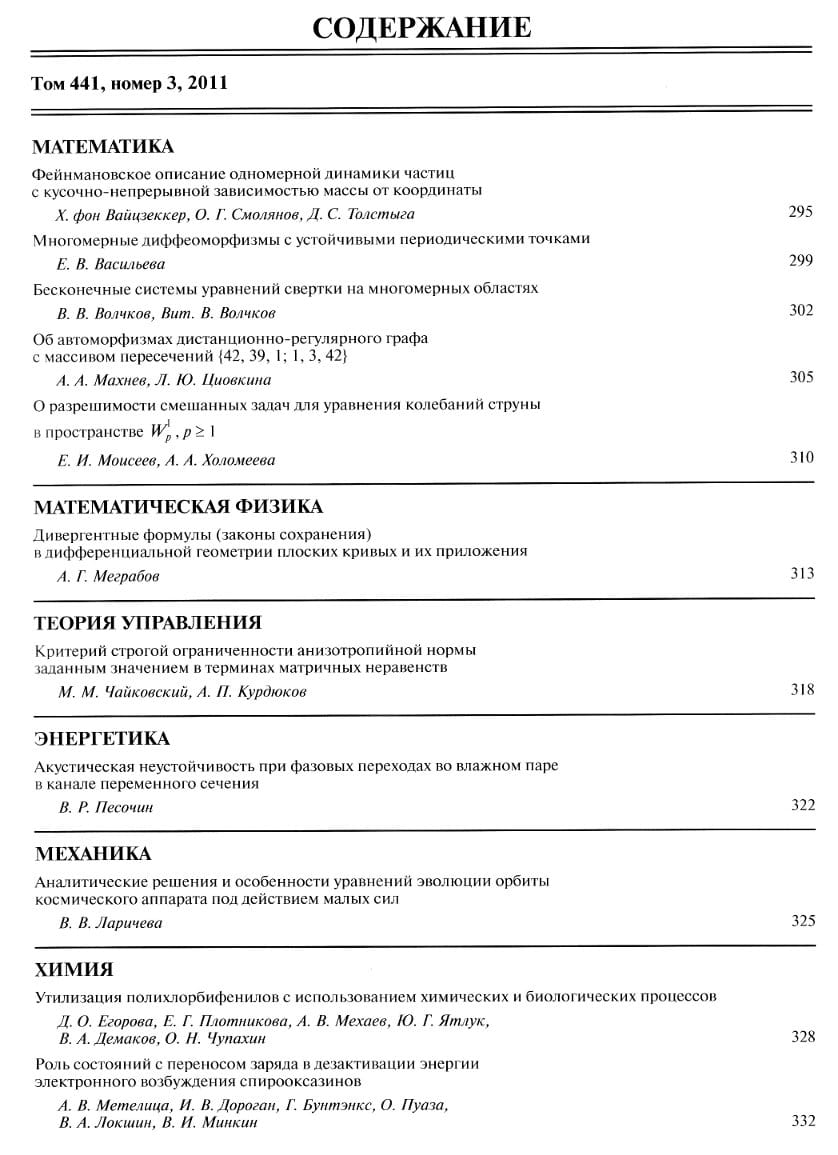 СОДЕРЖАНИЕ
Том 441, номер 3, 2011
МАТЕМАТИКА
Фейнмановское описание одномерной динамики частиц
с кусочно-непрерывной зависимостью массы от координаты
Х. фон Вайцзеккер, О. Г. Смолянов, Д. С. Толстыга 295
Многомерные диффеоморфизмы с устойчивыми периодическими точками
Е. В. Васильева 299
Бесконечные системы уравнений свертки на многомерных областях
В. В. Волчков, Вит. В. Волчков 302
Об автоморфизмах дистанционно-регулярного графа
с массивом пересечений {42, 39, 1; 1, 3, 42}
А. А. Махнев, Л. Ю. Циовкина 305
О разрешимости смешанных задач для уравнения колебаний струны
в пространстве W_p^1, p ≥ 1
Е. И. Моисеев, А. А. Холомеева 310
МАТЕМАТИЧЕСКАЯ ФИЗИКА
Дивергентные формулы (законы сохранения)
в дифференциальной геометрии плоских кривых и их приложения
А. Г. Меграбов 313
ТЕОРИЯ УПРАВЛЕНИЯ
Критерий строгой ограниченности анизотропийной нормы
заданным значением в терминах матричных неравенств
М. М. Чайковский, А. П. Курдюков 318
ЭНЕРГЕТИКА
Акустическая неустойчивость при фазовых переходах во влажном паре
в канале переменного сечения
В. Р. Песочин 322
МЕХАНИКА
Аналитические решения и особенности уравнений эволюции орбиты
космического аппарата под действием малых сил
В. В. Ларичева 325
ХИМИЯ
Утилизация полихлорбифенилов с использованием химических и биологических процессов
Д. О. Егорова, Е. Г. Плотникова, А. В. Мехаев, Ю. Г. Ятлук,
В. А. Демаков, О. Н. Чупахин 328
Роль состояний с переносом заряда в дезактивации энергии
электронного возбуждения спирооксазинов
А. В. Метелица, И. В. Дороган, Г. Бунтэнкс, О. Пуаза,
В. А. Локшин, В. И. Минкин 332